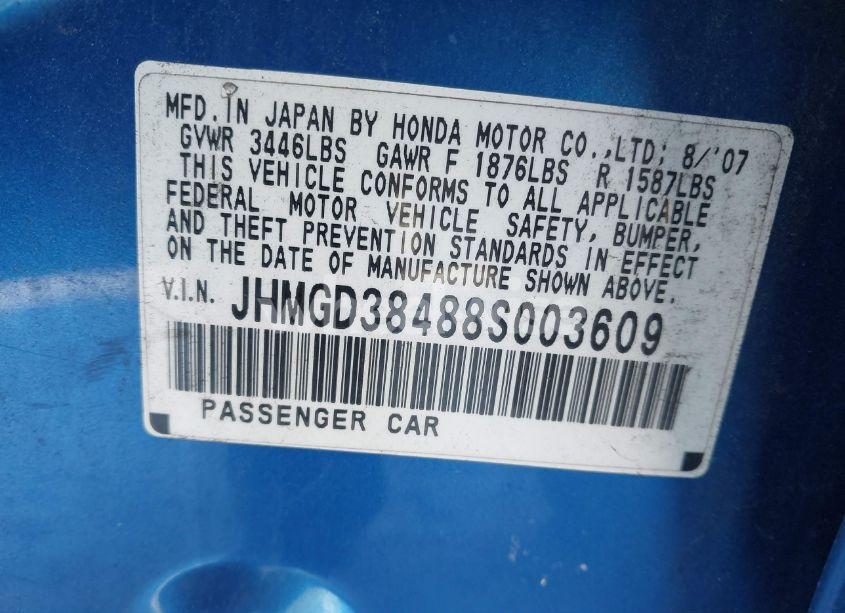 MFD. IN JAPAN BY HONDA MOTOR CO.,LTD; 8/'07
GVWR 3446LBS GAWR F 1876LBS R 1587LBS
THIS VEHICLE CONFORMS TO ALL APPLICABLE
FEDERAL MOTOR VEHICLE SAFETY, BUMPER,
AND THEFT PREVENTION STANDARDS IN EFFECT
ON THE DATE OF MANUFACTURE SHOWN ABOVE.
V.I.N. JHMGD38488S003609
PASSENGER CAR